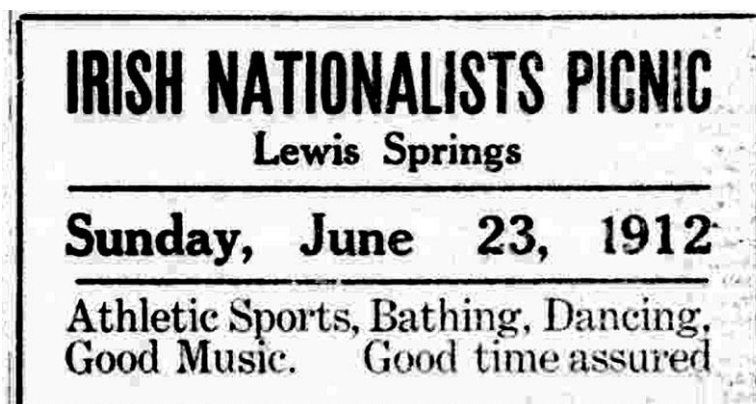 IRISH NATIONALISTS PICNIC
Lewis Springs
Sunday, June 23, 1912
Athletic Sports, Bathing, Dancing,
Good Music. Good time assured